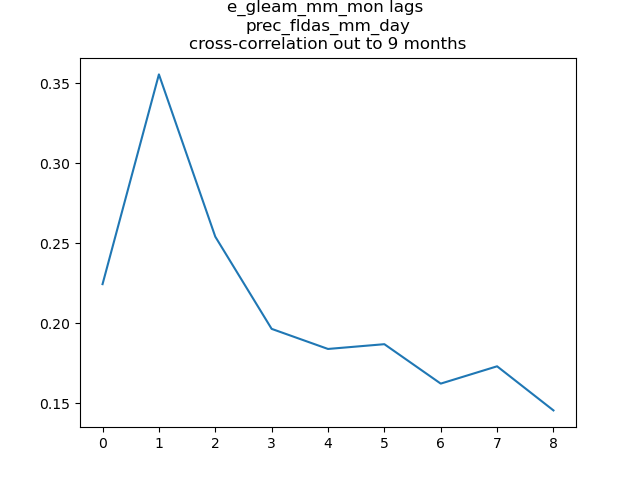 e_gleam_mm_mon lags
prec_fldas_mm_day
cross-correlation out to 9 months
0.35
0.30
0.25
0.20
0.15
0 1 2 3 4 5 6 7 8